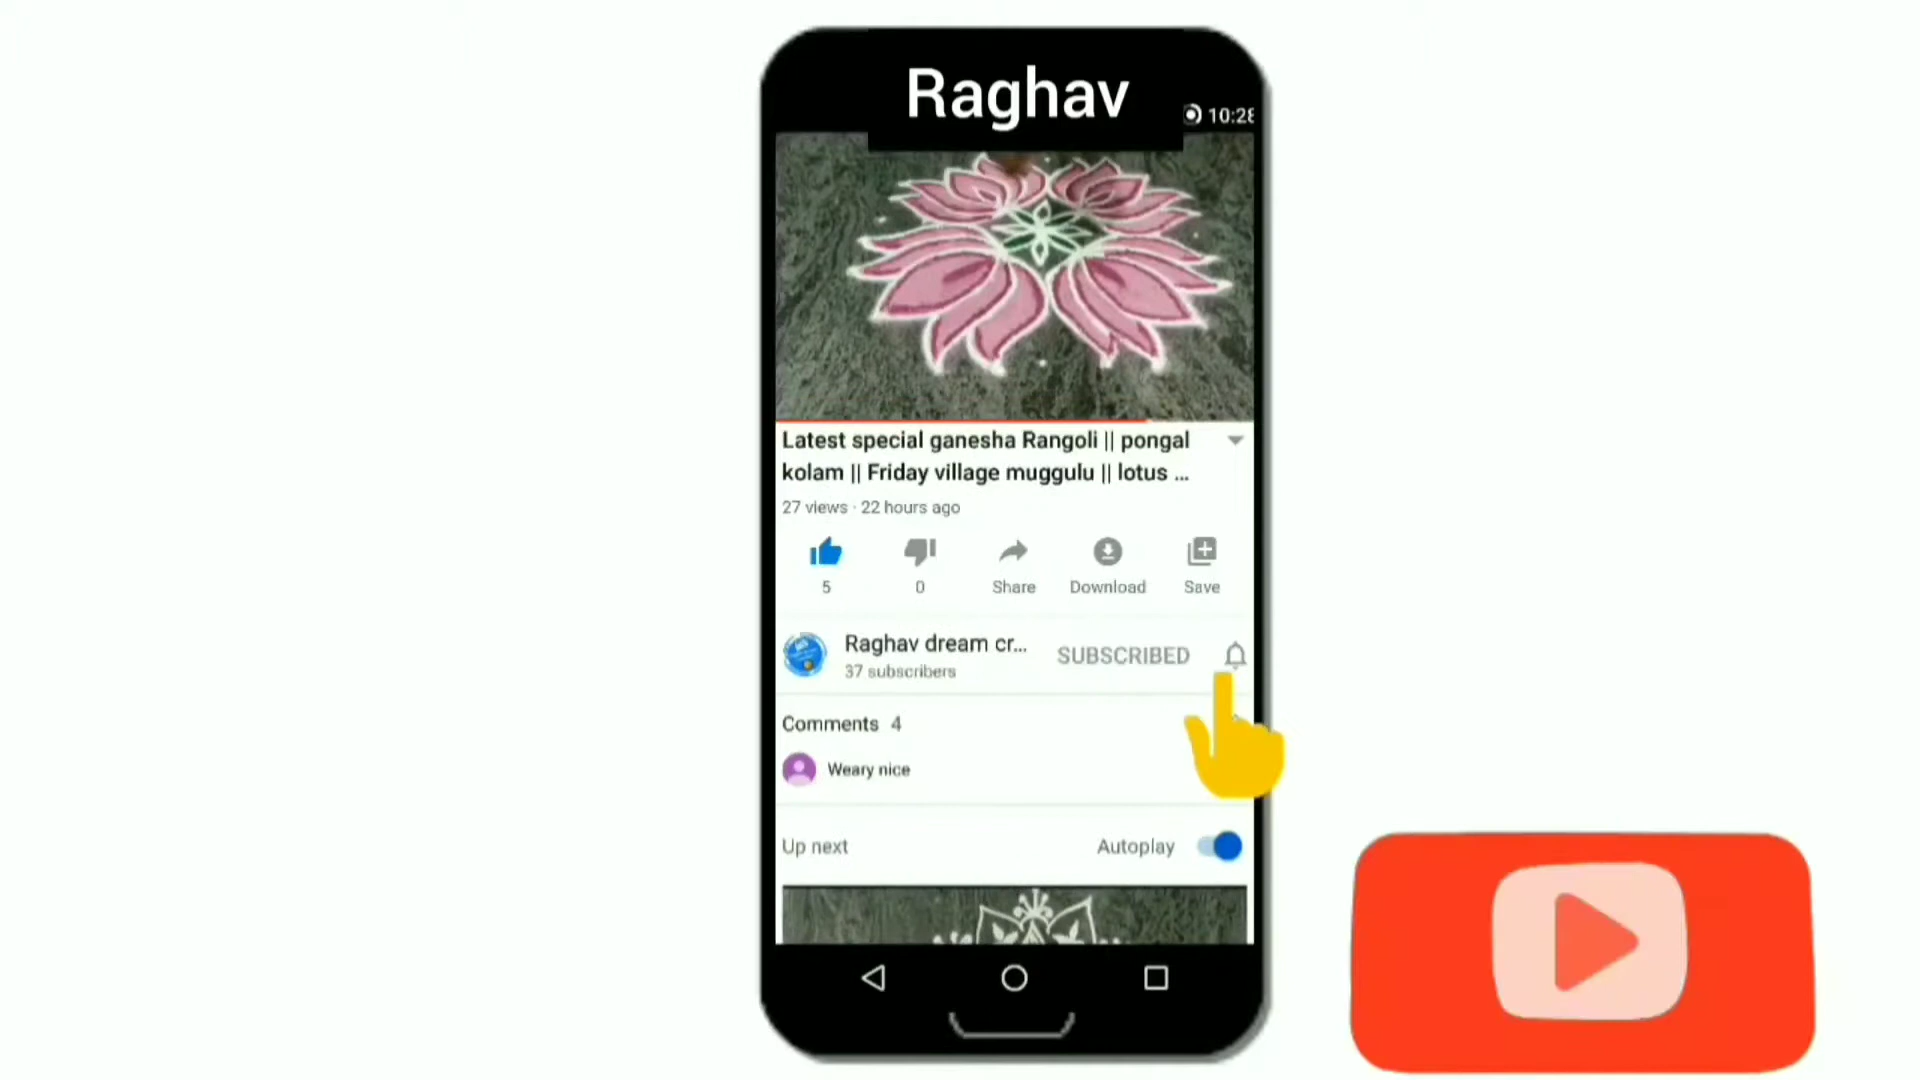 Raghav
10:28
Latest special ganesha Rangoli || pongal
kolam || Friday village muggulu || lotus ...
27 views · 22 hours ago
5
0
Share
Download
Save
Raghav dream cr...
37 subscribers
SUBSCRIBED
Comments 4
Weary nice
Up next
Autoplay